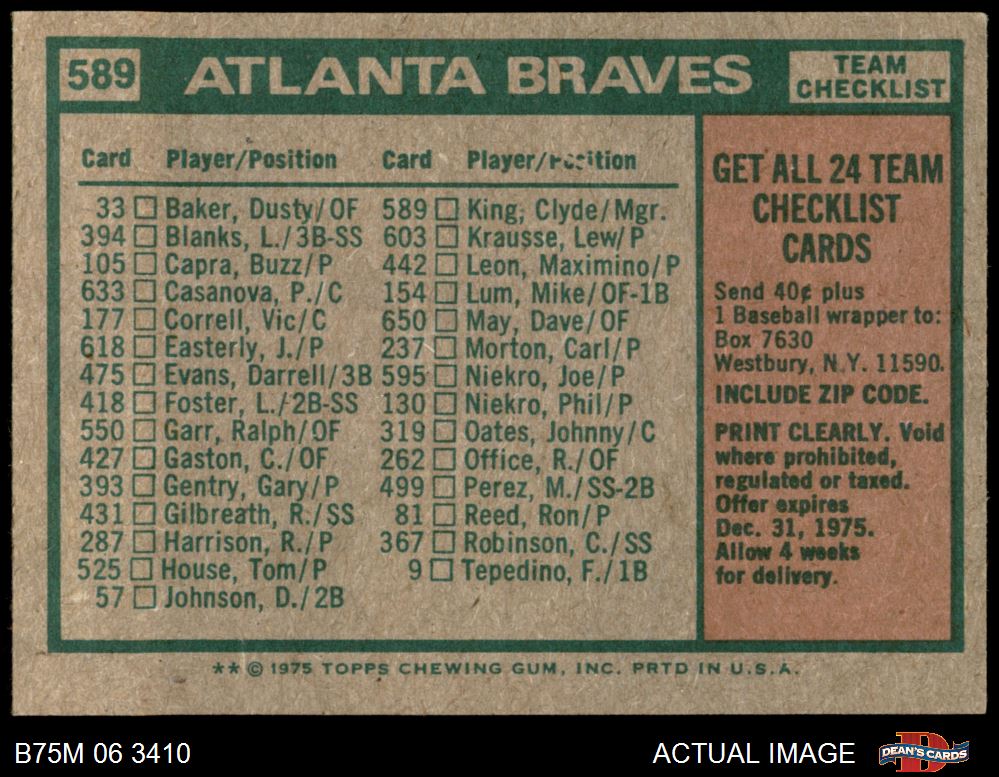 589 ATLANTA BRAVES TEAM CHECKLIST
Card Player/Position Card Player/Position
33 Baker, Dusty/OF 589 King, Clyde/Mgr.
394 Blanks, L./3B-SS 603 Krausse, Lew/P
105 Capra, Buzz/P 442 Leon, Maximino/P
633 Casanova, P./C 154 Lum, Mike/OF-1B
177 Correll, Vic/C 650 May, Dave/OF
618 Easterly, J./P 237 Morton, Carl/P
475 Evans, Darrell/3B 595 Niekro, Joe/P
418 Foster, L./2B-SS 130 Niekro, Phil/P
550 Garr, Ralph/OF 319 Oates, Johnny/C
427 Gaston, C./OF 262 Office, R./OF
393 Gentry, Gary/P 499 Perez, M./SS-2B
431 Gilbreath, R./SS 81 Reed, Ron/P
287 Harrison, R./P 367 Robinson, C./SS
525 House, Tom/P 9 Tepedino, F./1B
57 Johnson, D./2B
GET ALL 24 TEAM
CHECKLIST
CARDS
Send 40¢ plus
1 Baseball wrapper to:
Box 7630
Westbury, N.Y. 11590.
INCLUDE ZIP CODE.
PRINT CLEARLY. Void
where prohibited,
regulated or taxed.
Offer expires
Dec. 31, 1975.
Allow 4 weeks
for delivery.
** © 1975 TOPPS CHEWING GUM, INC. PRTD IN U.S.A.
B75M 06 3410 ACTUAL IMAGE DEAN'S CARDS